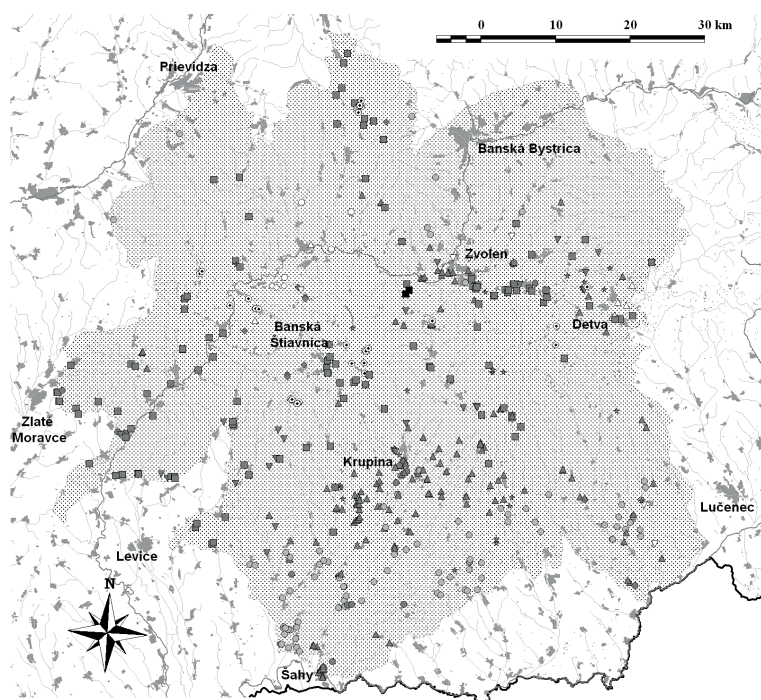 0 10 20 30 km
Prievidza
Banská Bystrica
Zvolen
Detva
Banská
Štiavnica
Zlaté
Moravce
Krupina
Lučenec
Levice
N
Šahy